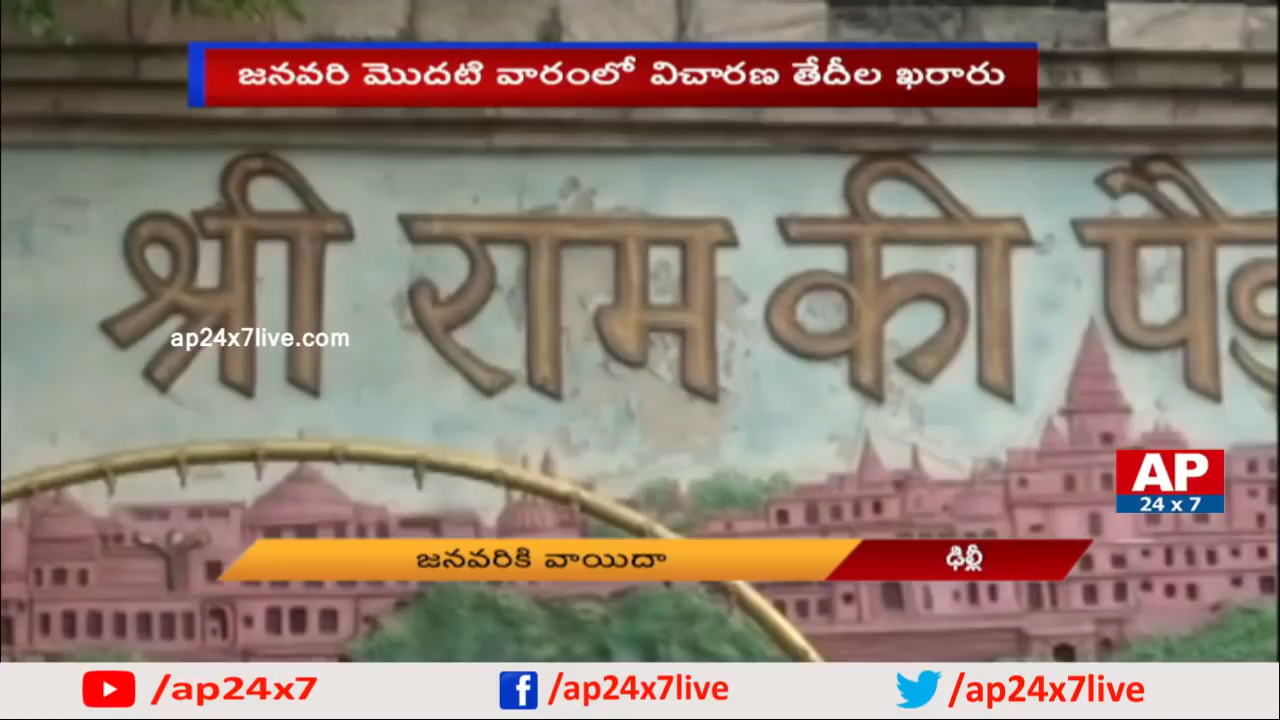 జనవరి మొదటి వారంలో విచారణ తేదీల ఖరారు
श्री राम की
ap24x7live.com
AP
24 x 7
జనవరికి వాయిదా
ఢిల్లీ
/ap24x7
/ap24x7live
/ap24x7live